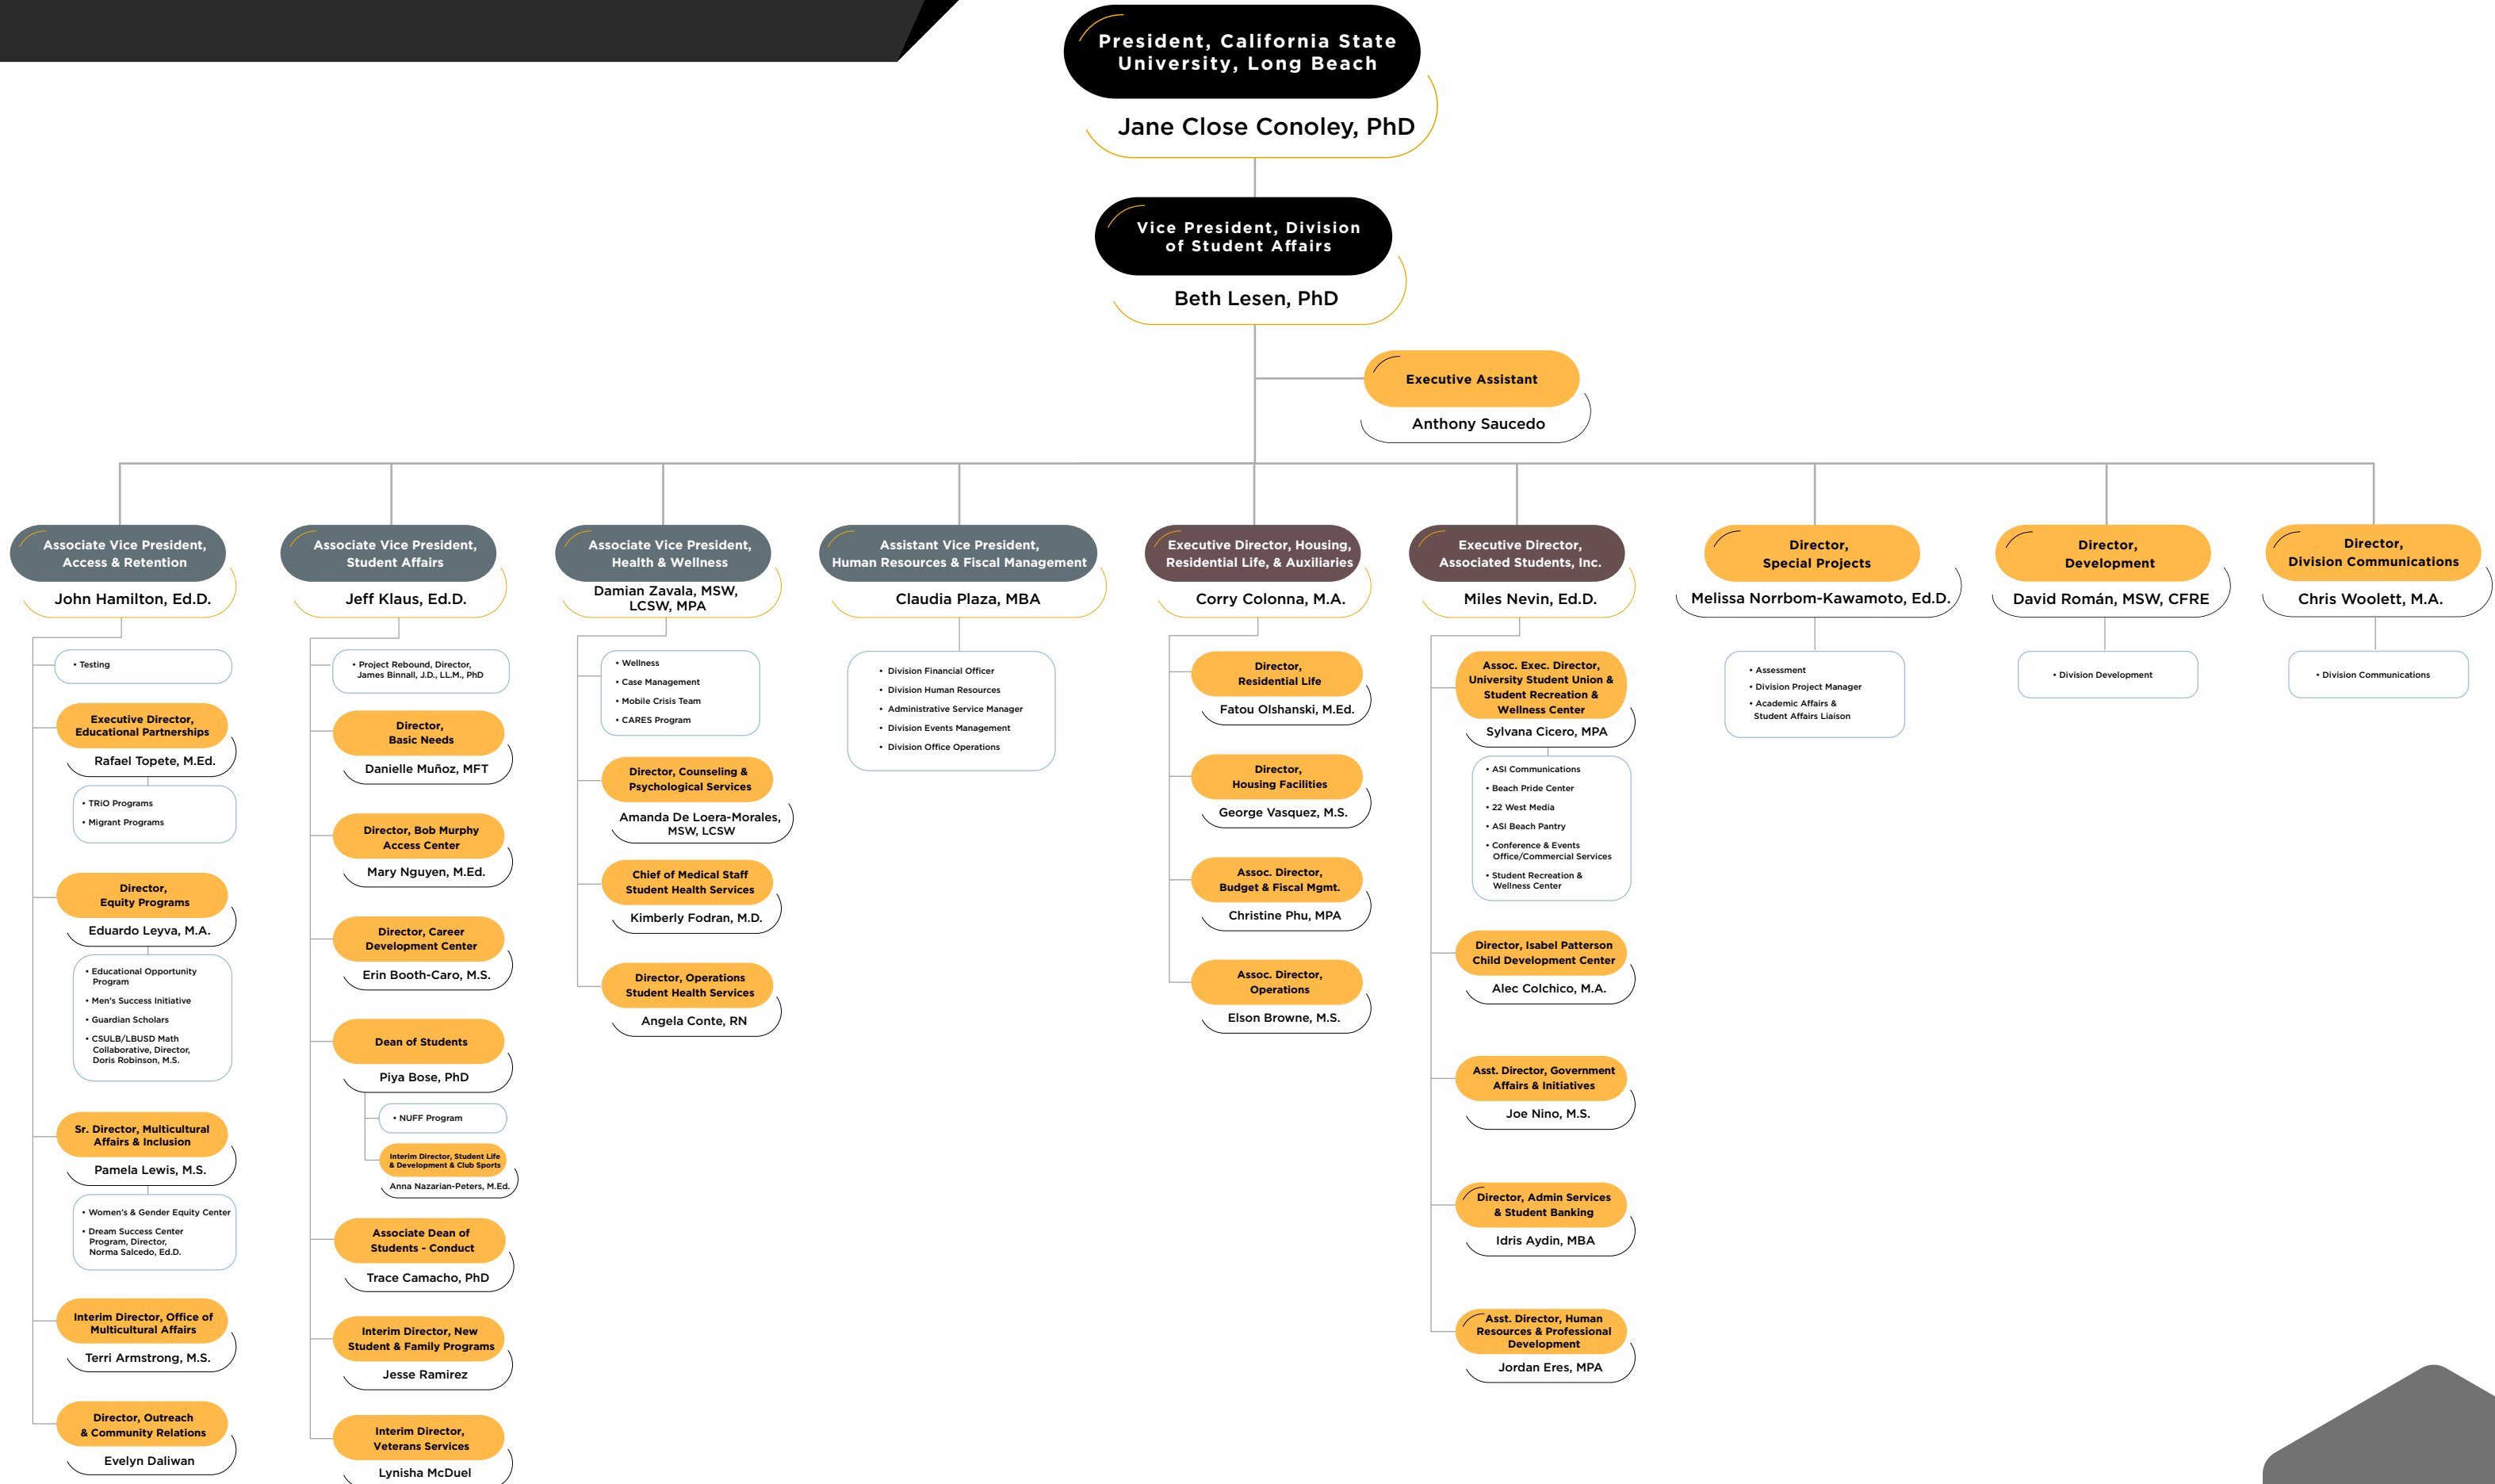 President, California State
University, Long Beach
Jane Close Conoley, PhD
Vice President, Division
of Student Affairs
Beth Lesen, PhD
Executive Assistant
Anthony Saucedo
Associate Vice President,
Access & Retention
John Hamilton, Ed.D.
• Testing
Executive Director,
Educational Partnerships
Rafael Topete, M.Ed.
• TRiO Programs
• Migrant Programs
Director,
Equity Programs
Eduardo Leyva, M.A.
• Educational Opportunity
Program
• Men's Success Initiative
• Guardian Scholars
• CSULB/LBUSD Math
Collaborative, Director,
Doris Robinson, M.S.
Sr. Director, Multicultural
Affairs & Inclusion
Pamela Lewis, M.S.
• Women's & Gender Equity Center
• Dream Success Center
Program, Director,
Norma Salcedo, Ed.D.
Interim Director, Office of
Multicultural Affairs
Terri Armstrong, M.S.
Director, Outreach
& Community Relations
Evelyn Daliwan
Associate Vice President,
Student Affairs
Jeff Klaus, Ed.D.
• Project Rebound, Director,
James Binnall, J.D., LL.M., PhD
Director,
Basic Needs
Danielle Muñoz, MFT
Director, Bob Murphy
Access Center
Mary Nguyen, M.Ed.
Director, Career
Development Center
Erin Booth-Caro, M.S.
Dean of Students
Piya Bose, PhD
• NUFF Program
Interim Director, Student Life
& Development & Club Sports
Anna Nazarian-Peters, M.Ed.
Associate Dean of
Students - Conduct
Trace Camacho, PhD
Interim Director, New
Student & Family Programs
Jesse Ramirez
Interim Director,
Veterans Services
Lynisha McDuel
Associate Vice President,
Health & Wellness
Damian Zavala, MSW,
LCSW, MPA
• Wellness
• Case Management
• Mobile Crisis Team
• CARES Program
Director, Counseling &
Psychological Services
Amanda De Loera-Morales,
MSW, LCSW
Chief of Medical Staff
Student Health Services
Kimberly Fodran, M.D.
Director, Operations
Student Health Services
Angela Conte, RN
Assistant Vice President,
Human Resources & Fiscal Management
Claudia Plaza, MBA
• Division Financial Officer
• Division Human Resources
• Administrative Service Manager
• Division Events Management
• Division Office Operations
Executive Director, Housing,
Residential Life, & Auxiliaries
Corry Colonna, M.A.
Director,
Residential Life
Fatou Olshanski, M.Ed.
Director,
Housing Facilities
George Vasquez, M.S.
Assoc. Director,
Budget & Fiscal Mgmt.
Christine Phu, MPA
Assoc. Director,
Operations
Elson Browne, M.S.
Executive Director,
Associated Students, Inc.
Miles Nevin, Ed.D.
Assoc. Exec. Director,
University Student Union &
Student Recreation &
Wellness Center
Sylvana Cicero, MPA
• ASI Communications
• Beach Pride Center
• 22 West Media
• ASI Beach Pantry
• Conference & Events
Office/Commercial Services
• Student Recreation &
Wellness Center
Director, Isabel Patterson
Child Development Center
Alec Colchico, M.A.
Asst. Director, Government
Affairs & Initiatives
Joe Nino, M.S.
Director, Admin Services
& Student Banking
Idris Aydin, MBA
Asst. Director, Human
Resources & Professional
Development
Jordan Eres, MPA
Director,
Special Projects
Melissa Norrbom-Kawamoto, Ed.D.
• Assessment
• Division Project Manager
• Academic Affairs &
Student Affairs Liaison
Director,
Development
David Román, MSW, CFRE
• Division Development
Director,
Division Communications
Chris Woolett, M.A.
• Division Communications